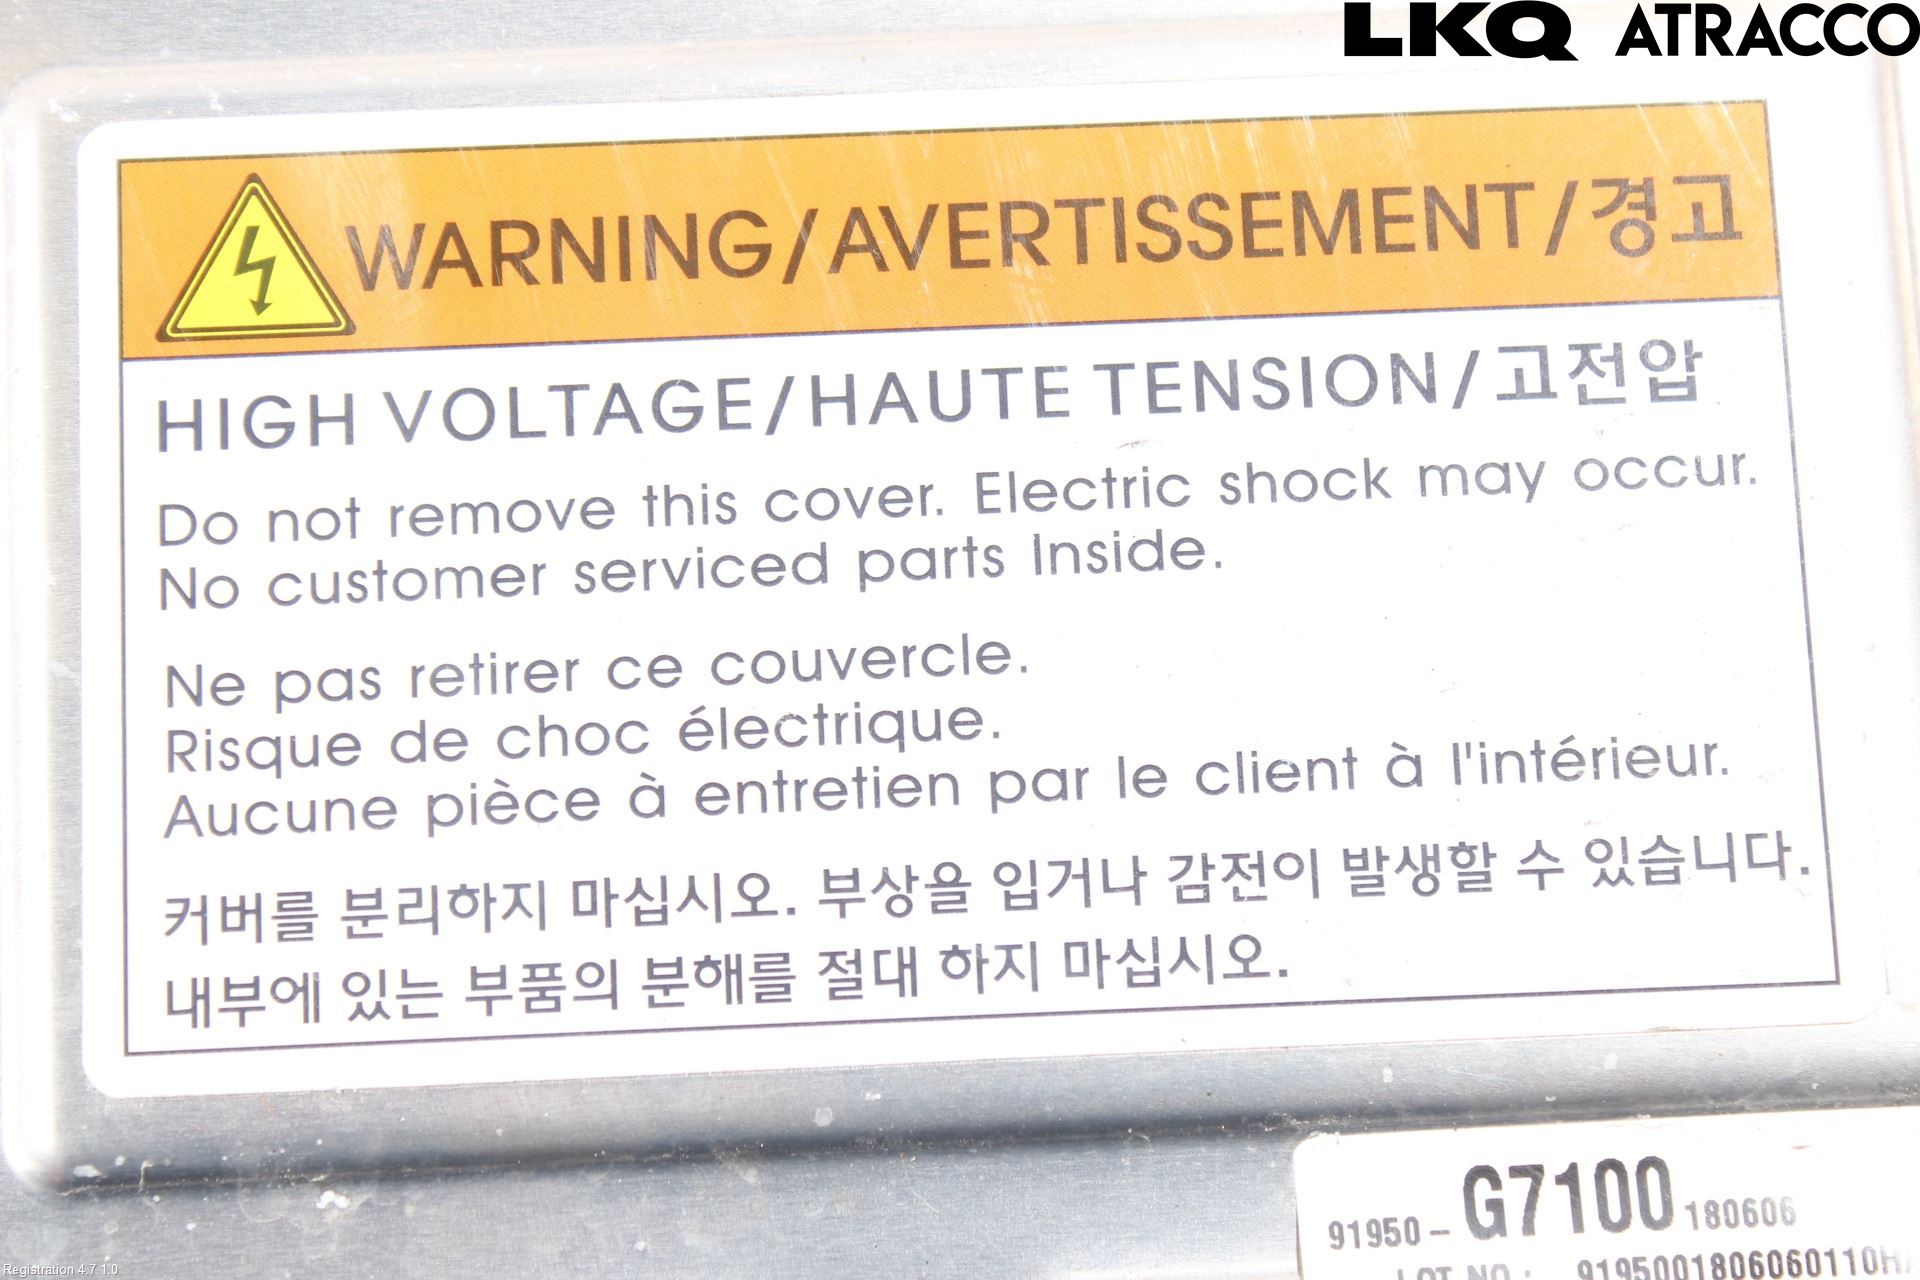 LKQ ATRACCO
WARNING/AVERTISSEMENT/경고
HIGH VOLTAGE/HAUTE TENSION/고전압
Do not remove this cover. Electric shock may occur.
No customer serviced parts Inside.
Ne pas retirer ce couvercle.
Risque de choc électrique.
Aucune pièce à entretien par le client à l'intérieur.
커버를 분리하지 마십시오. 부상을 입거나 감전이 발생할 수 있습니다.
내부에 있는 부품의 분해를 절대 하지 마십시오.
91950-G7100 180606
LOT NO : 9195001806060110H
Registration 4.7.1.0